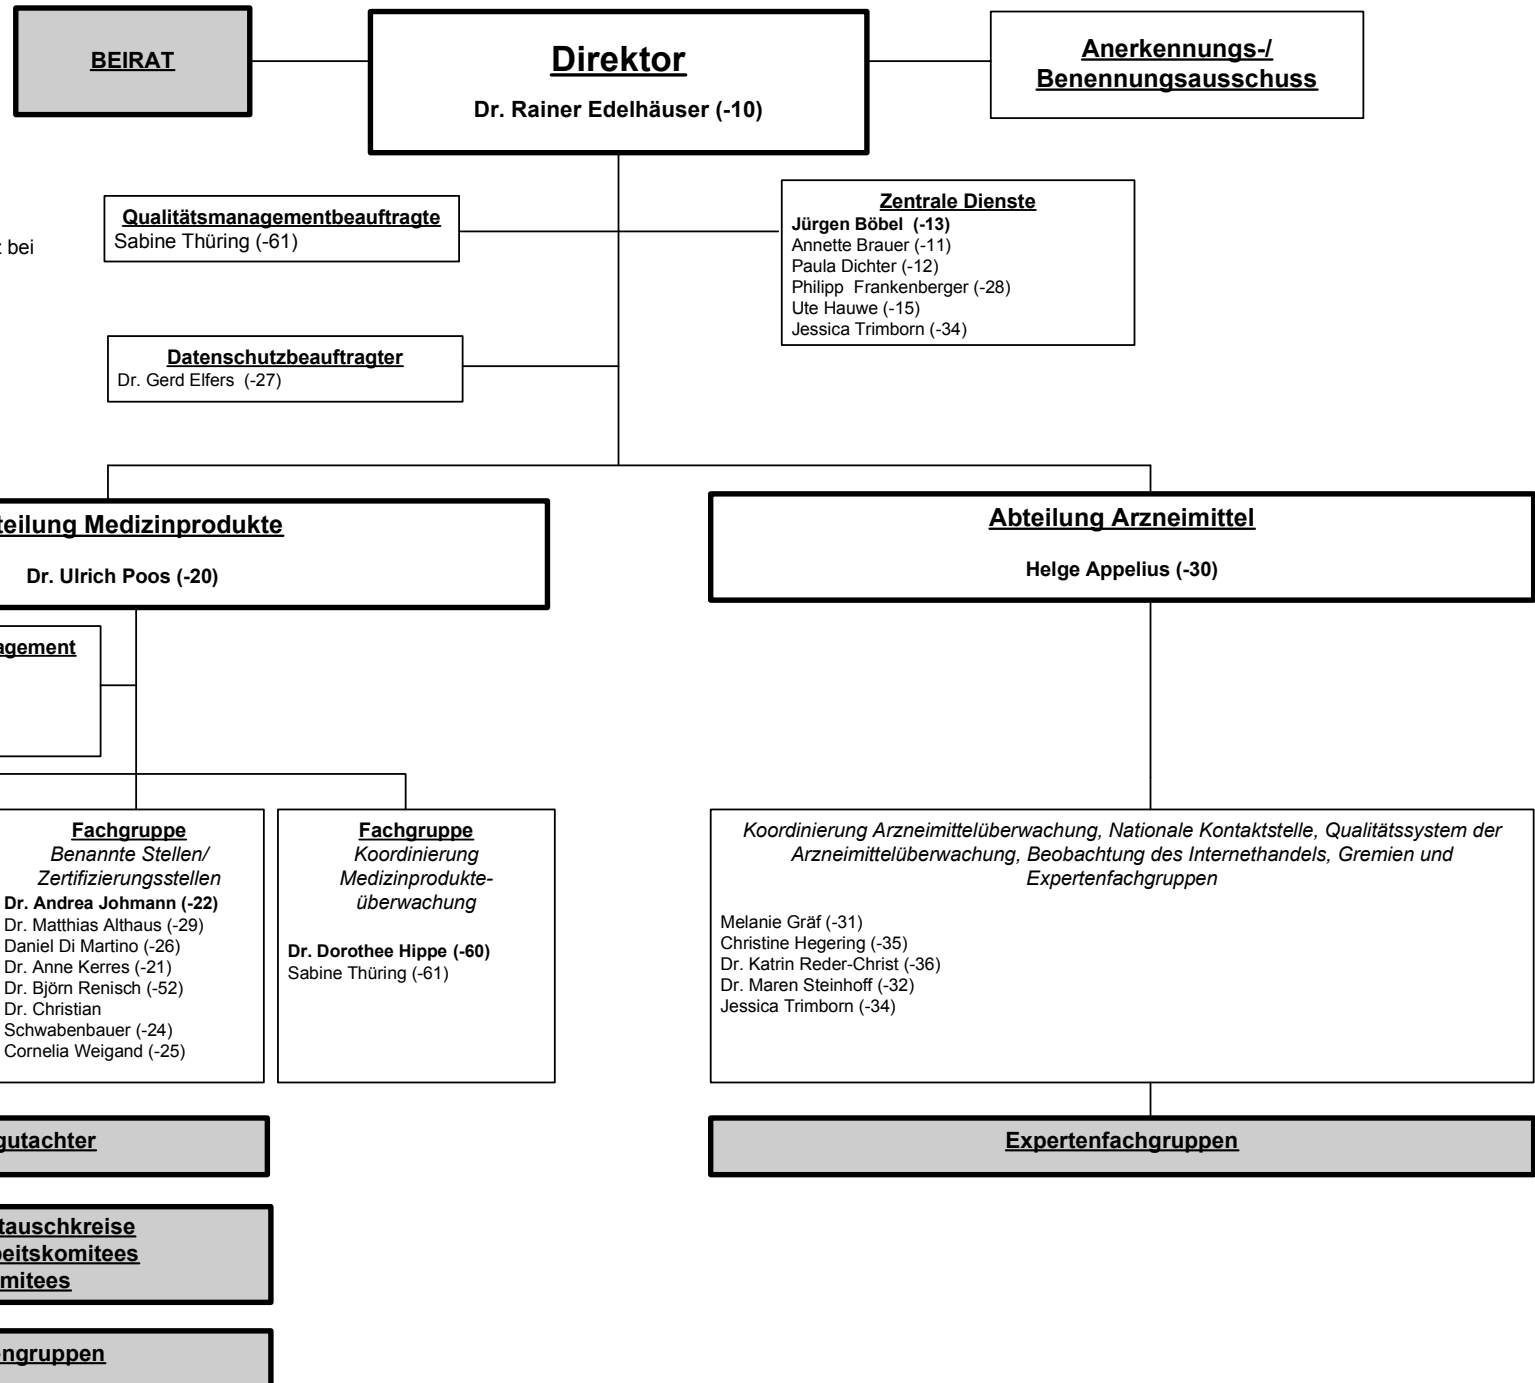 BEIRAT
Direktor
Dr. Rainer Edelhäuser (-10)
Anerkennungs-/
Benennungsausschuss
Qualitätsmanagementbeauftragte
Sabine Thüring (-61)
bei
Zentrale Dienste
Jürgen Böbel (-13)
Annette Brauer (-11)
Paula Dichter (-12)
Philipp Frankenberger (-28)
Ute Hauwe (-15)
Jessica Trimborn (-34)
Datenschutzbeauftragter
Dr. Gerd Elfers (-27)
teilung Medizinprodukte
Dr. Ulrich Poos (-20)
Abteilung Arzneimittel
Helge Appelius (-30)
agement
Fachgruppe
Benannte Stellen/
Zertifizierungsstellen
Dr. Andrea Johmann (-22)
Dr. Matthias Althaus (-29)
Daniel Di Martino (-26)
Dr. Anne Kerres (-21)
Dr. Björn Renisch (-52)
Dr. Christian
Schwabenbauer (-24)
Cornelia Weigand (-25)
Fachgruppe
Koordinierung
Medizinprodukte-
überwachung
Dr. Dorothee Hippe (-60)
Sabine Thüring (-61)
Koordinierung Arzneimittelüberwachung, Nationale Kontaktstelle, Qualitätssystem der
Arzneimittelüberwachung, Beobachtung des Internethandels, Gremien und
Expertenfachgruppen
Melanie Gräf (-31)
Christine Hegering (-35)
Dr. Katrin Reder-Christ (-36)
Dr. Maren Steinhoff (-32)
Jessica Trimborn (-34)
gutachter
Expertenfachgruppen
tauschkreise
eitskomitees
mitees
ngruppen